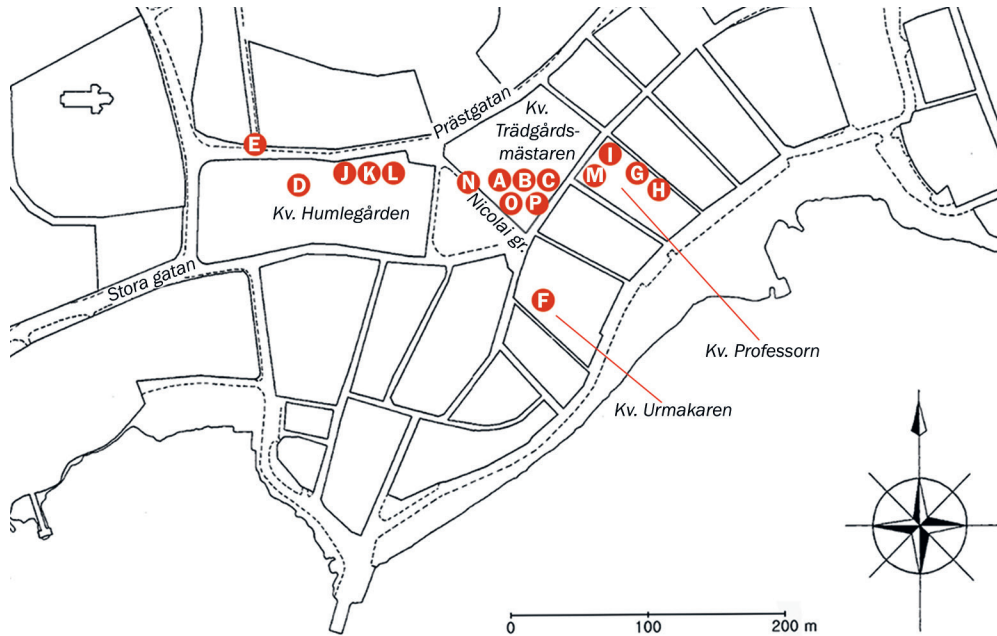 Prästgatan
Kv.
Trädgårds-
mästaren
E
I
D
J K L
N A B C
M G H
O P
Kv. Humlegården
Nicolai gr.
Stora gatan
F
Kv. Professorn
Kv. Urmakaren
0 100 200 m